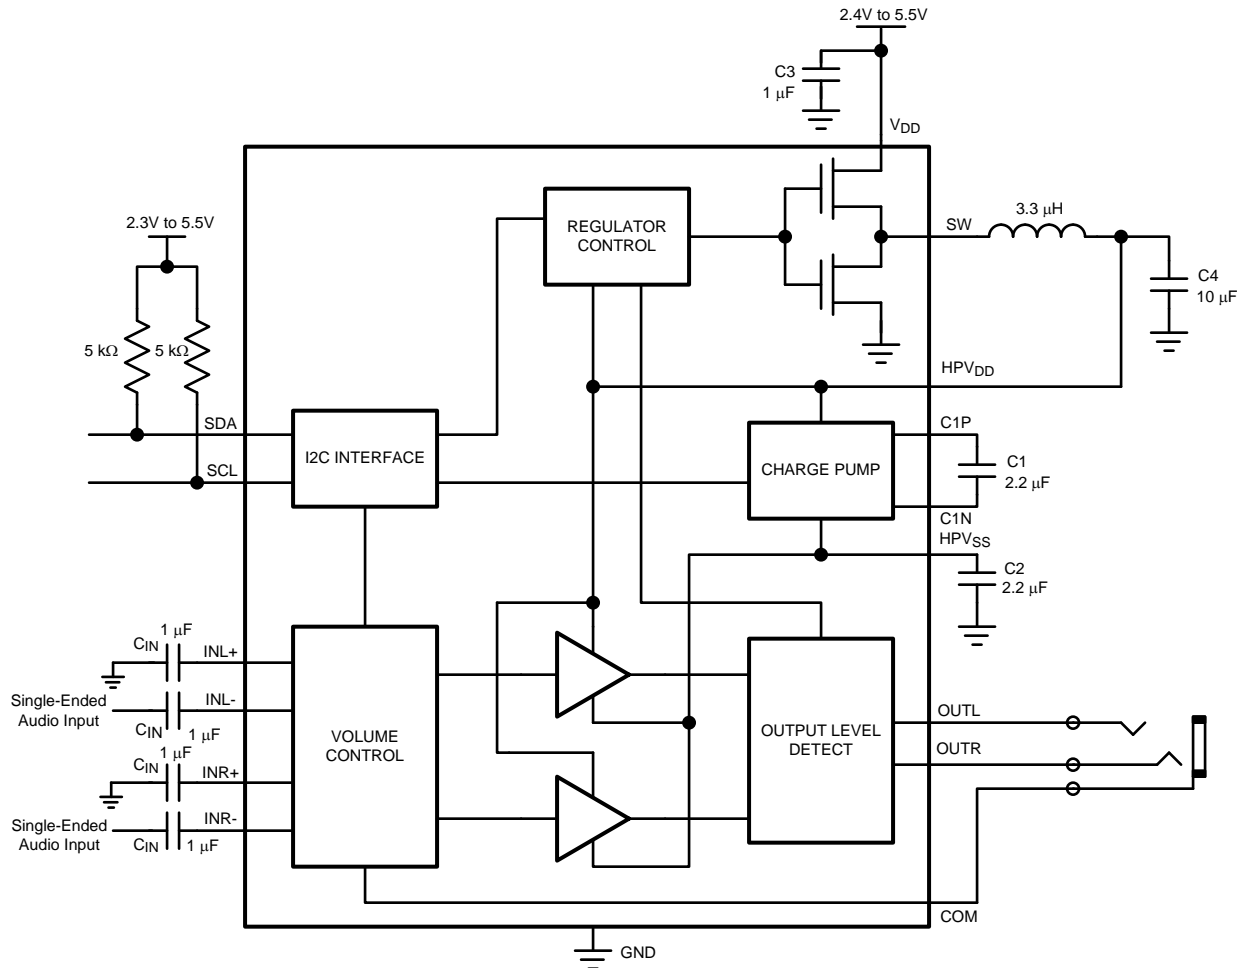 2.4V to 5.5V
C3
1 μF
VDD
2.3V to 5.5V
REGULATOR
CONTROL
SW
3.3 μH
C4
10 μF
5 kΩ
5 kΩ
HPVDD
SDA
I2C INTERFACE
SCL
CHARGE PUMP
C1P
C1
2.2 μF
C1N
HPVSS
C2
2.2 μF
1 μF
CIN
INL+
Single-Ended
Audio Input
INL-
CIN
1 μF
1 μF
CIN
INR+
Single-Ended
Audio Input
INR-
CIN
1 μF
VOLUME
CONTROL
OUTPUT LEVEL
DETECT
OUTL
OUTR
COM
GND